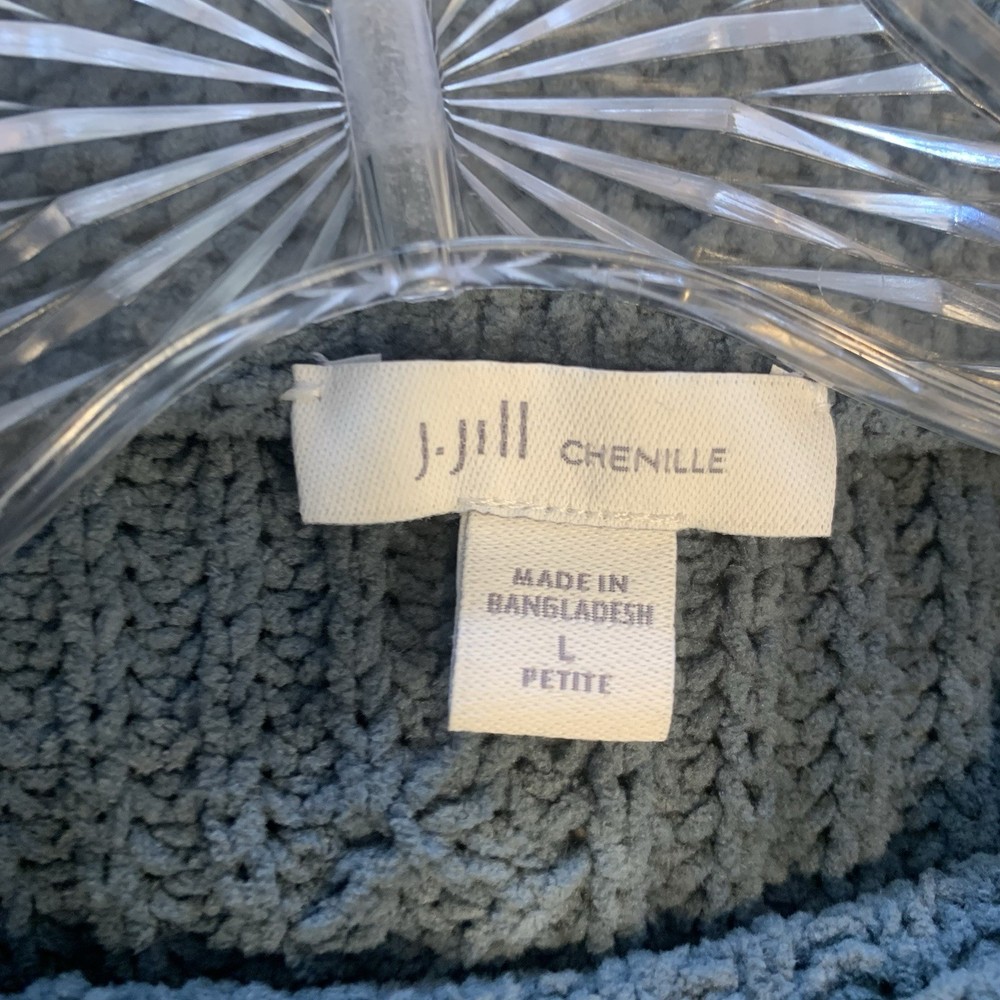 J.Jill CHENILLE
MADE IN
BANGLADESH
L
PETITE